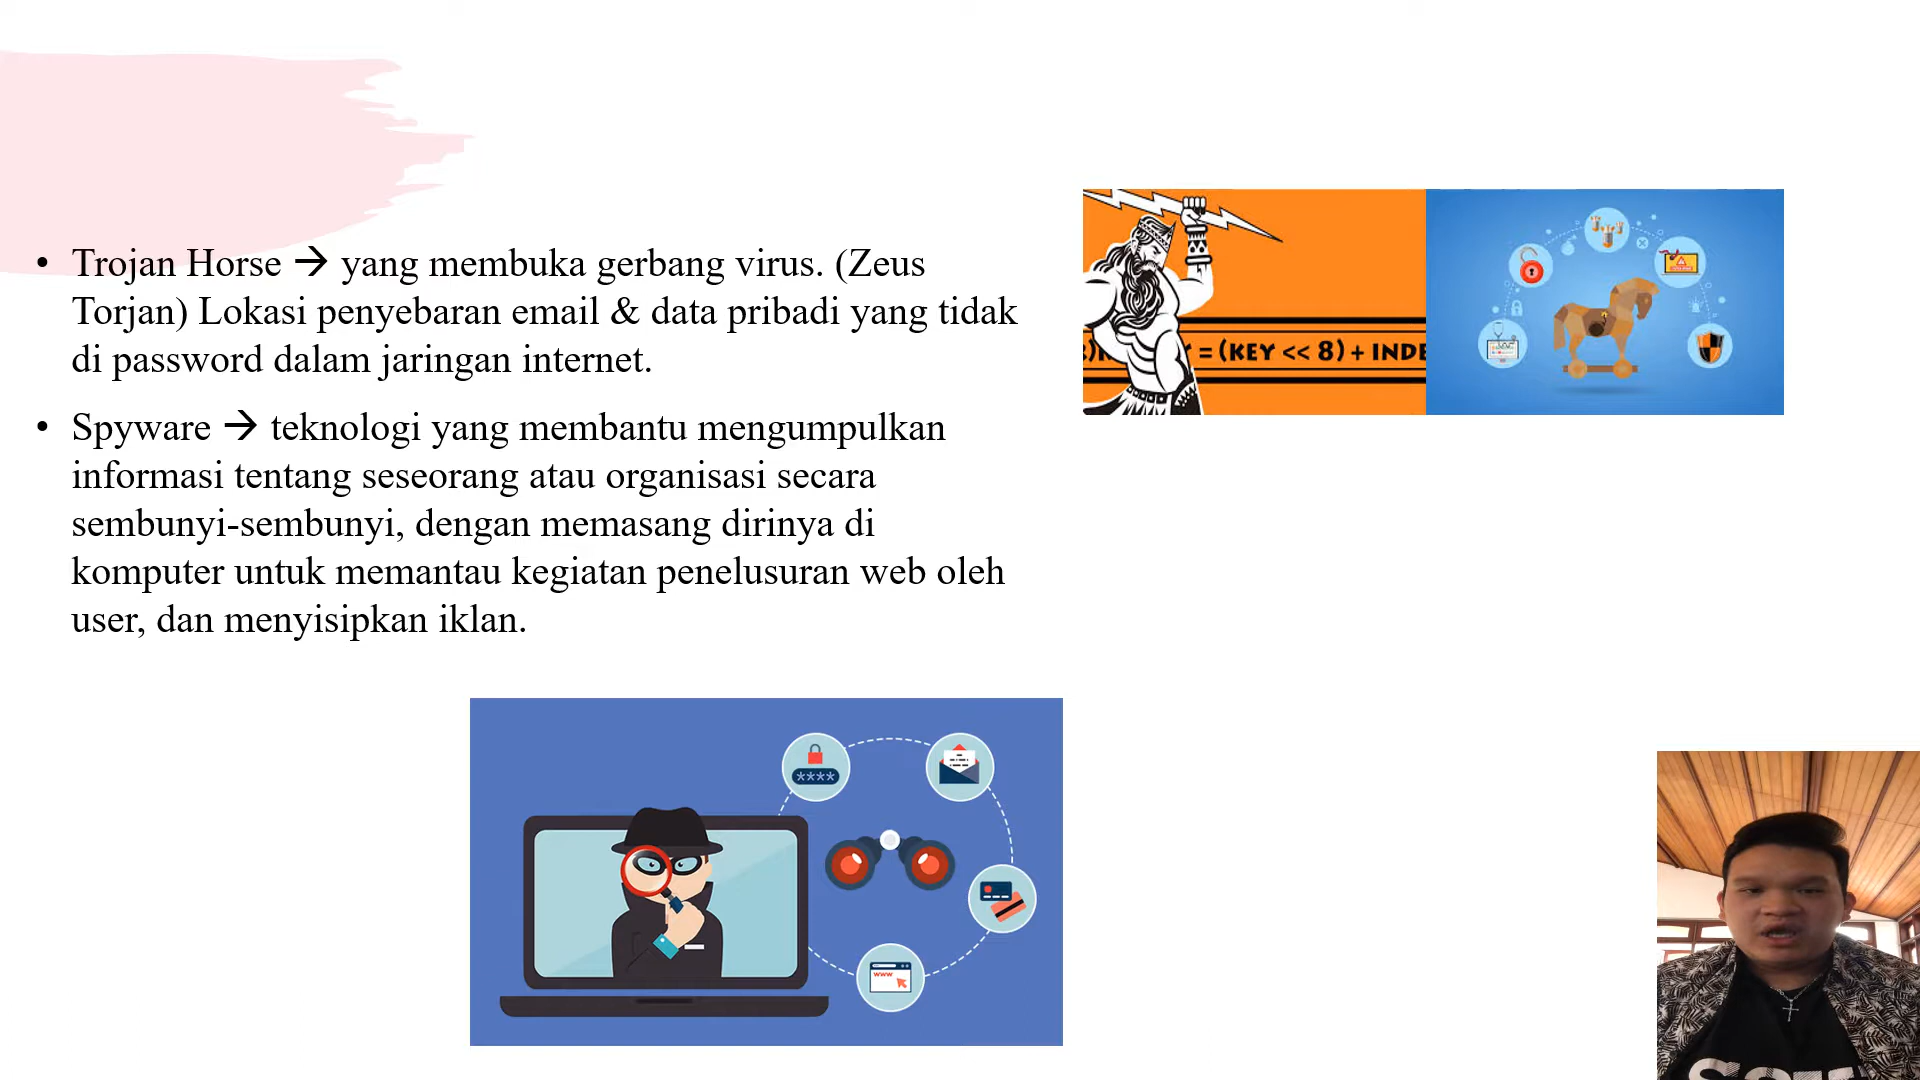 • Trojan Horse → yang membuka gerbang virus. (Zeus
Torjan) Lokasi penyebaran email & data pribadi yang tidak
di password dalam jaringan internet.
• Spyware → teknologi yang membantu mengumpulkan
informasi tentang seseorang atau organisasi secara
sembunyi-sembunyi, dengan memasang dirinya di
komputer untuk memantau kegiatan penelusuran web oleh
user, dan menyisipkan iklan.
= (KEY << 8) + INDE
****
www